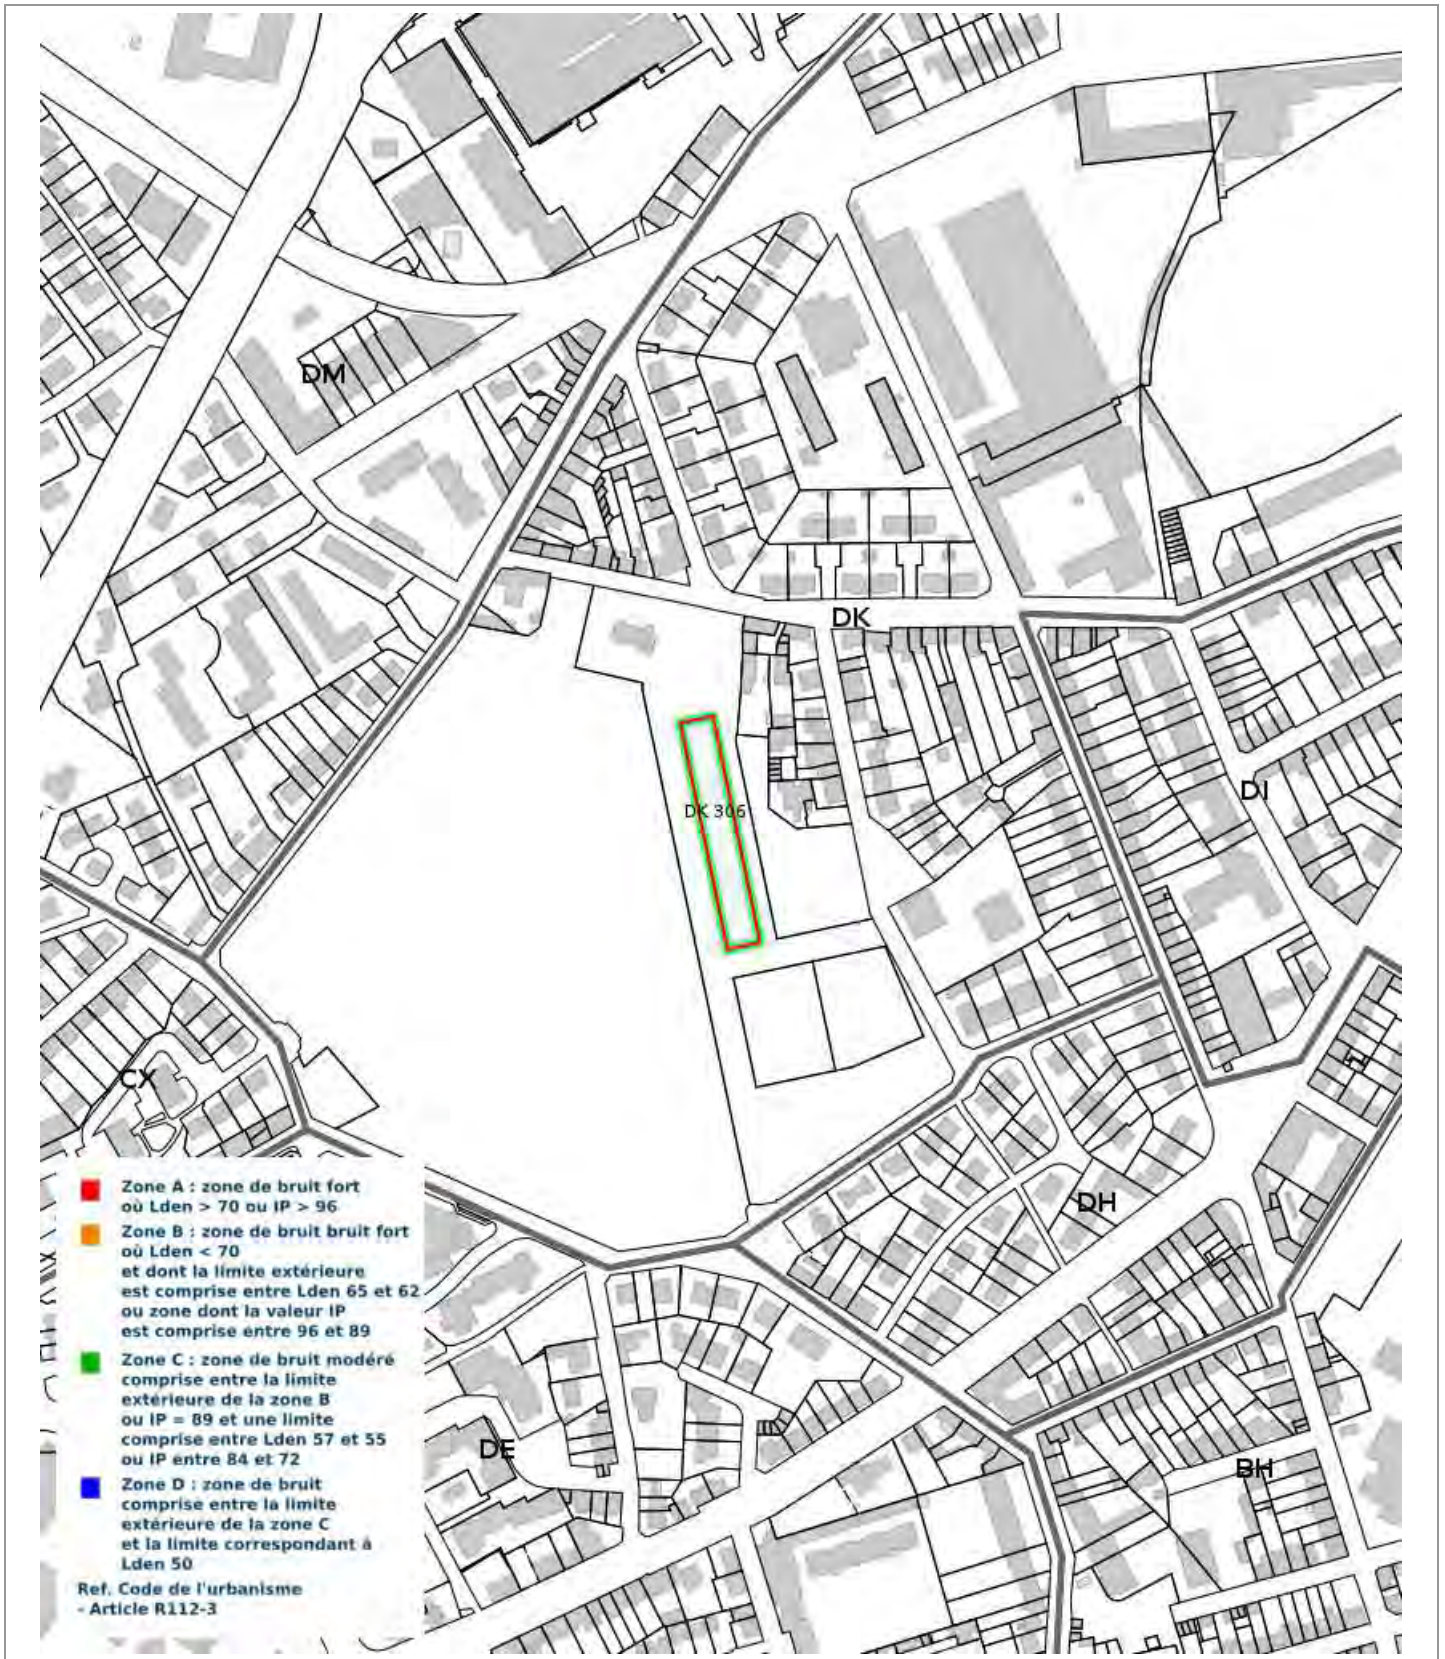 DM
DK
DK 306
DI
CX
DH
DE
BH
Zone A : zone de bruit fort
où Lden > 70 ou IP > 96
Zone B : zone de bruit bruit fort
où Lden < 70
et dont la limite extérieure
est comprise entre Lden 65 et 62
ou zone dont la valeur IP
est comprise entre 96 et 89
Zone C : zone de bruit modéré
comprise entre la limite
extérieure de la zone B
ou IP = 89 et une limite
comprise entre Lden 57 et 55
ou IP entre 84 et 72
Zone D : zone de bruit
comprise entre la limite
extérieure de la zone C
et la limite correspondant à
Lden 50
Ref. Code de l'urbanisme
- Article R112-3